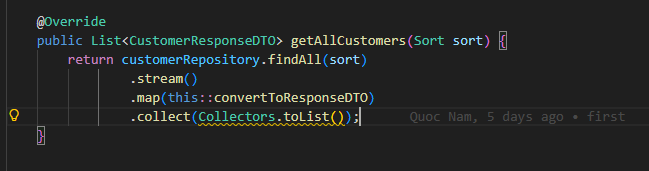 @Override
public List<CustomerResponseDTO> getAllCustomers(Sort sort) {
return customerRepository.findAll(sort)
.stream()
.map(this::convertToResponseDTO)
.collect(Collectors.toList()); Quoc Nam, 5 days ago • first
}